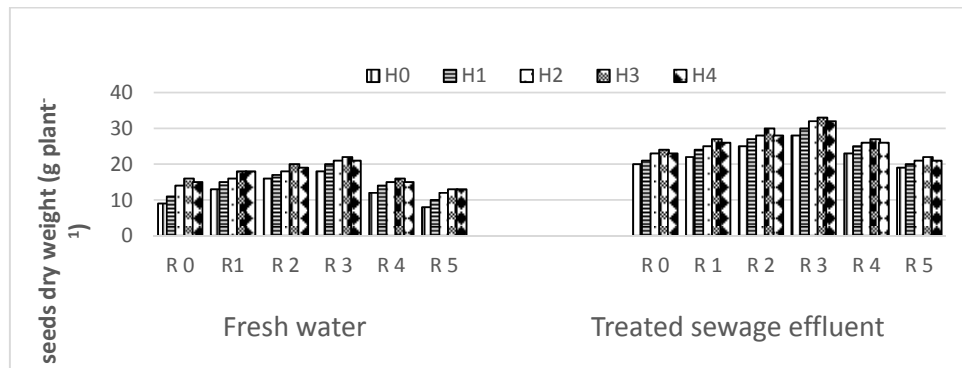 H0 H1 H2 H3 H4
seeds dry weight (g plant-
1)
40
30
20
10
0
R 0 R1 R 2 R 3 R 4 R 5 R 0 R 1 R 2 R 3 R 4 R 5
Fresh water Treated sewage effluent